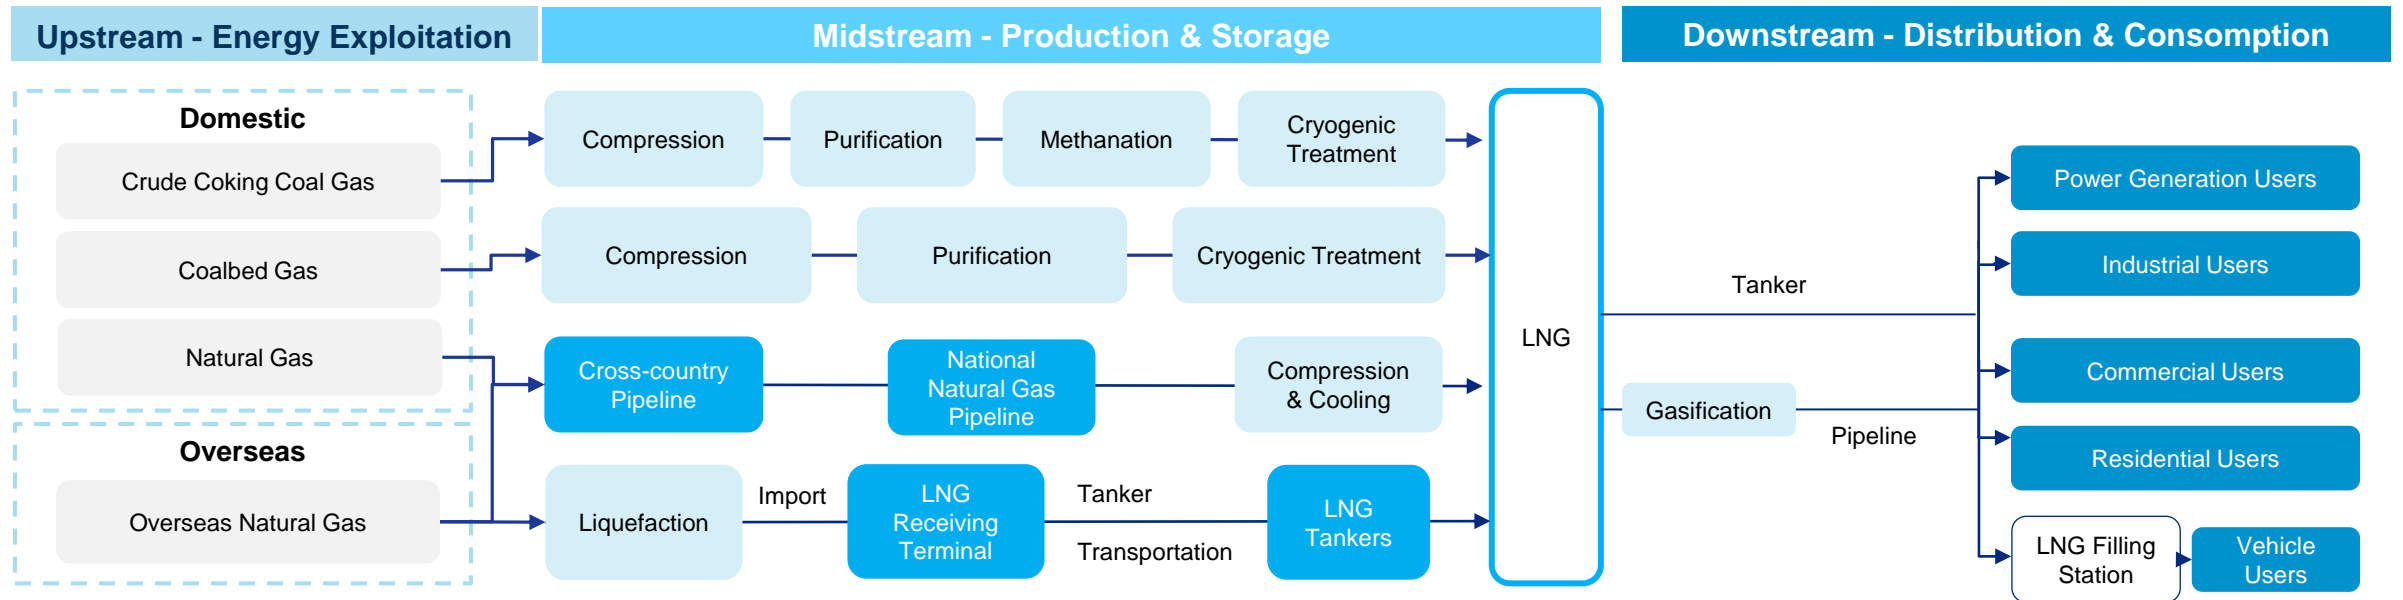 Upstream - Energy Exploitation
Midstream - Production & Storage
Downstream - Distribution & Consomption
Domestic
Crude Coking Coal Gas
Compression
Purification
Methanation
Cryogenic
Treatment
Coalbed Gas
Compression
Purification
Cryogenic Treatment
Natural Gas
Cross-country
Pipeline
National
Natural Gas
Pipeline
Compression
& Cooling
Overseas
Overseas Natural Gas
Liquefaction
Import
LNG
Receiving
Terminal
Tanker
Transportation
LNG
Tankers
LNG
Tanker
Gasification
Pipeline
Power Generation Users
Industrial Users
Commercial Users
Residential Users
LNG Filling
Station
Vehicle
Users